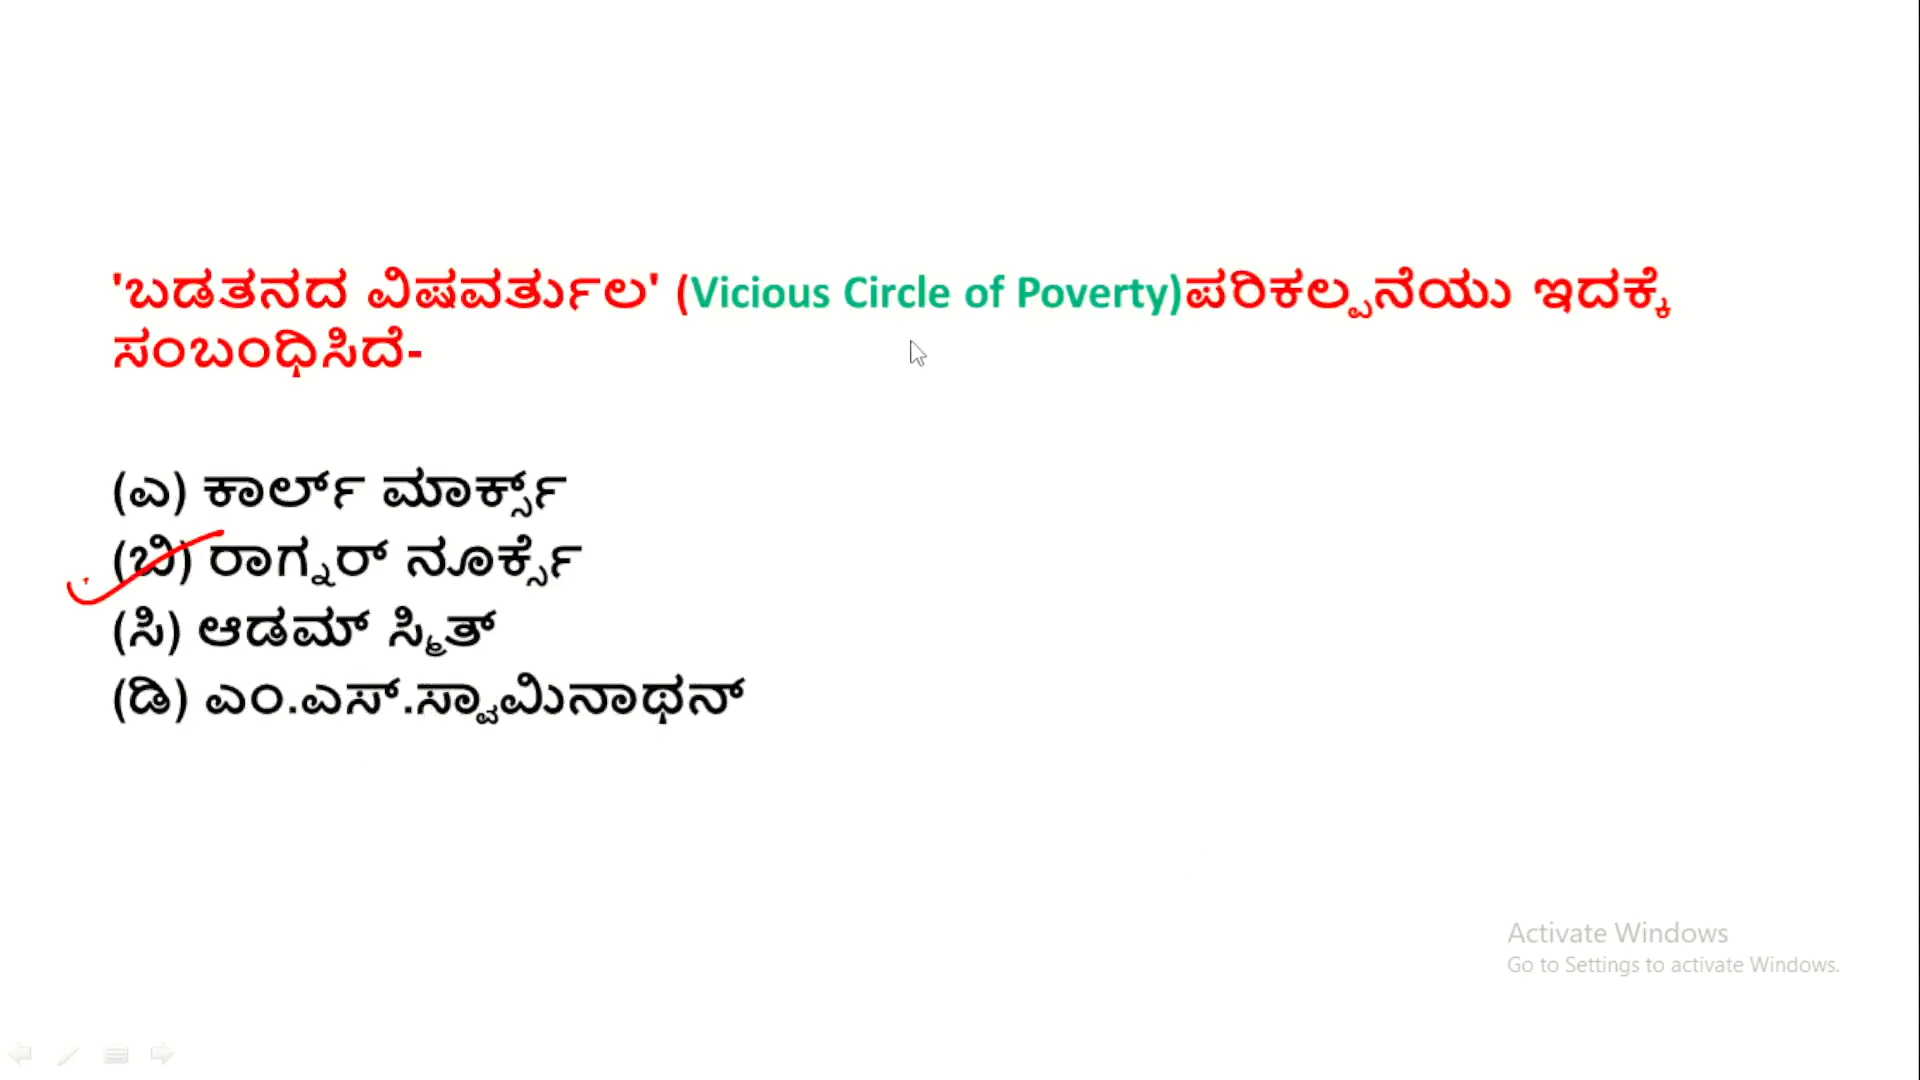 'ಬಡತನದ ವಿಷವರ್ತುಲ' (Vicious Circle of Poverty)ಪರಿಕಲ್ಪನೆಯು ಇದಕ್ಕೆ
ಸಂಬಂಧಿಸಿದೆ-
(ಎ) ಕಾರ್ಲ್ ಮಾರ್ಕ್ಸ್
(ಬಿ) ರಾಗ್ನರ್ ನೂರ್ಕ್ಸೆ
(ಸಿ) ಆಡಮ್ ಸ್ಮಿತ್
(ಡಿ) ಎಂ.ಎಸ್.ಸ್ವಾಮಿನಾಥನ್
Activate Windows
Go to Settings to activate Windows.